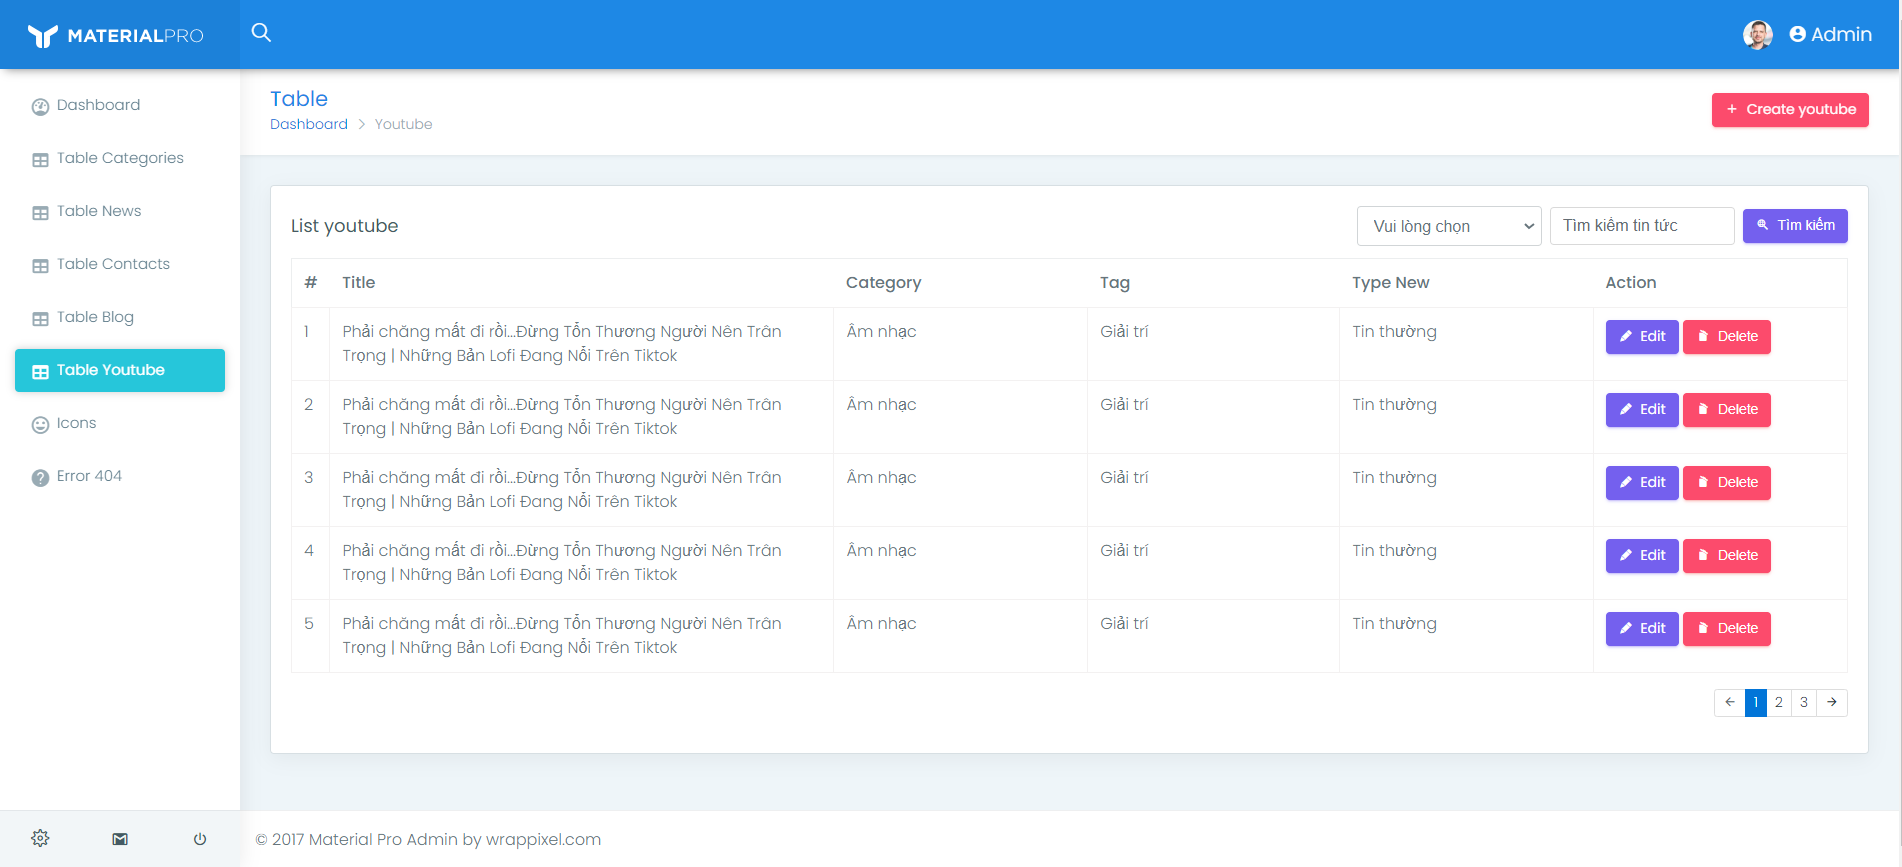 MATERIALPRO
Admin
Dashboard
Table Categories
Table News
Table Contacts
Table Blog
Table Youtube
Icons
Error 404
Table
Dashboard > Youtube
+ Create youtube
List youtube
Vui lòng chọn
Tìm kiếm tin tức
Tìm kiếm
# Title Category Tag Type New Action
1 Phải chăng mất đi rồi...Đừng Tổn Thương Người Nên Trân Âm nhạc Giải trí Tin thường Edit Delete
Trọng | Những Bản Lofi Đang Nổi Trên Tiktok
2 Phải chăng mất đi rồi...Đừng Tổn Thương Người Nên Trân Âm nhạc Giải trí Tin thường Edit Delete
Trọng | Những Bản Lofi Đang Nổi Trên Tiktok
3 Phải chăng mất đi rồi...Đừng Tổn Thương Người Nên Trân Âm nhạc Giải trí Tin thường Edit Delete
Trọng | Những Bản Lofi Đang Nổi Trên Tiktok
4 Phải chăng mất đi rồi...Đừng Tổn Thương Người Nên Trân Âm nhạc Giải trí Tin thường Edit Delete
Trọng | Những Bản Lofi Đang Nổi Trên Tiktok
5 Phải chăng mất đi rồi...Đừng Tổn Thương Người Nên Trân Âm nhạc Giải trí Tin thường Edit Delete
Trọng | Những Bản Lofi Đang Nổi Trên Tiktok
← 1 2 3 →
© 2017 Material Pro Admin by wrappixel.com